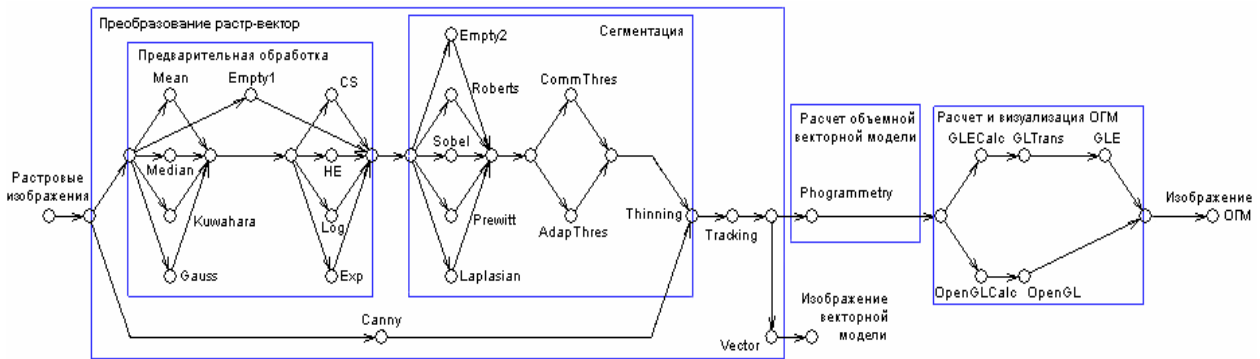 Преобразование растр-вектор
Сегментация
Предварительная обработка
Empty2
Mean
Empty1
CS
Roberts
CommThres
Расчет объемной
векторной модели
Расчет и визуализация ОГМ
GLECalc
GLTrans
GLE
Median
HE
Sobel
Растровые
изображения
Kuwahara
Log
Prewitt
AdapThres
Thinning
Tracking
Phogrammetry
Изображение
ОГМ
Gauss
Exp
Laplasian
OpenGLCalc
OpenGL
Canny
Vector
Изображение
векторной
модели